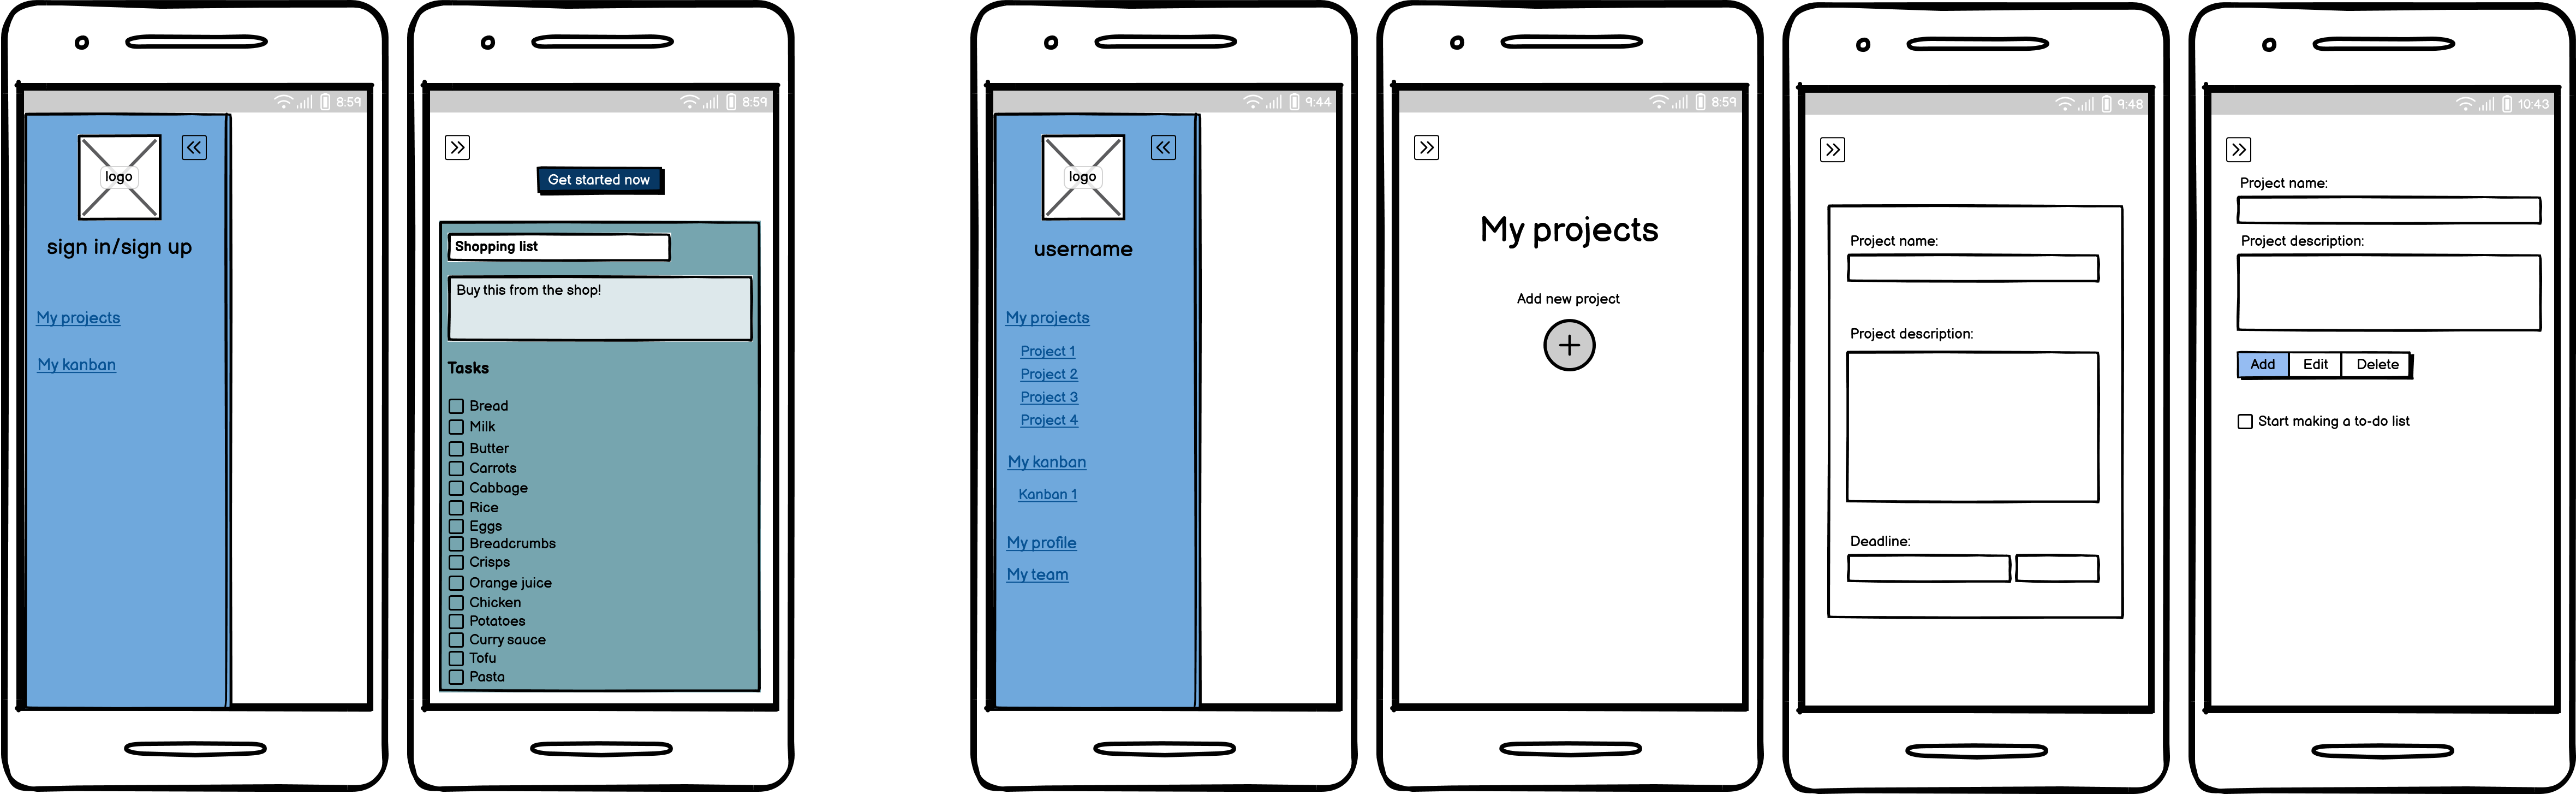 8:59
logo
sign in/sign up
My projects
My kanban
8:59
Get started now
Shopping list
Buy this from the shop!
Tasks
Bread
Milk
Butter
Carrots
Cabbage
Rice
Eggs
Breadcrumbs
Crisps
Orange juice
Chicken
Potatoes
Curry sauce
Tofu
Pasta
9:44
logo
username
My projects
Project 1
Project 2
Project 3
Project 4
My kanban
Kanban 1
My profile
My team
8:59
My projects
Add new project
9:48
Project name:
Project description:
Deadline:
10:43
Project name:
Project description:
Add Edit Delete
Start making a to-do list